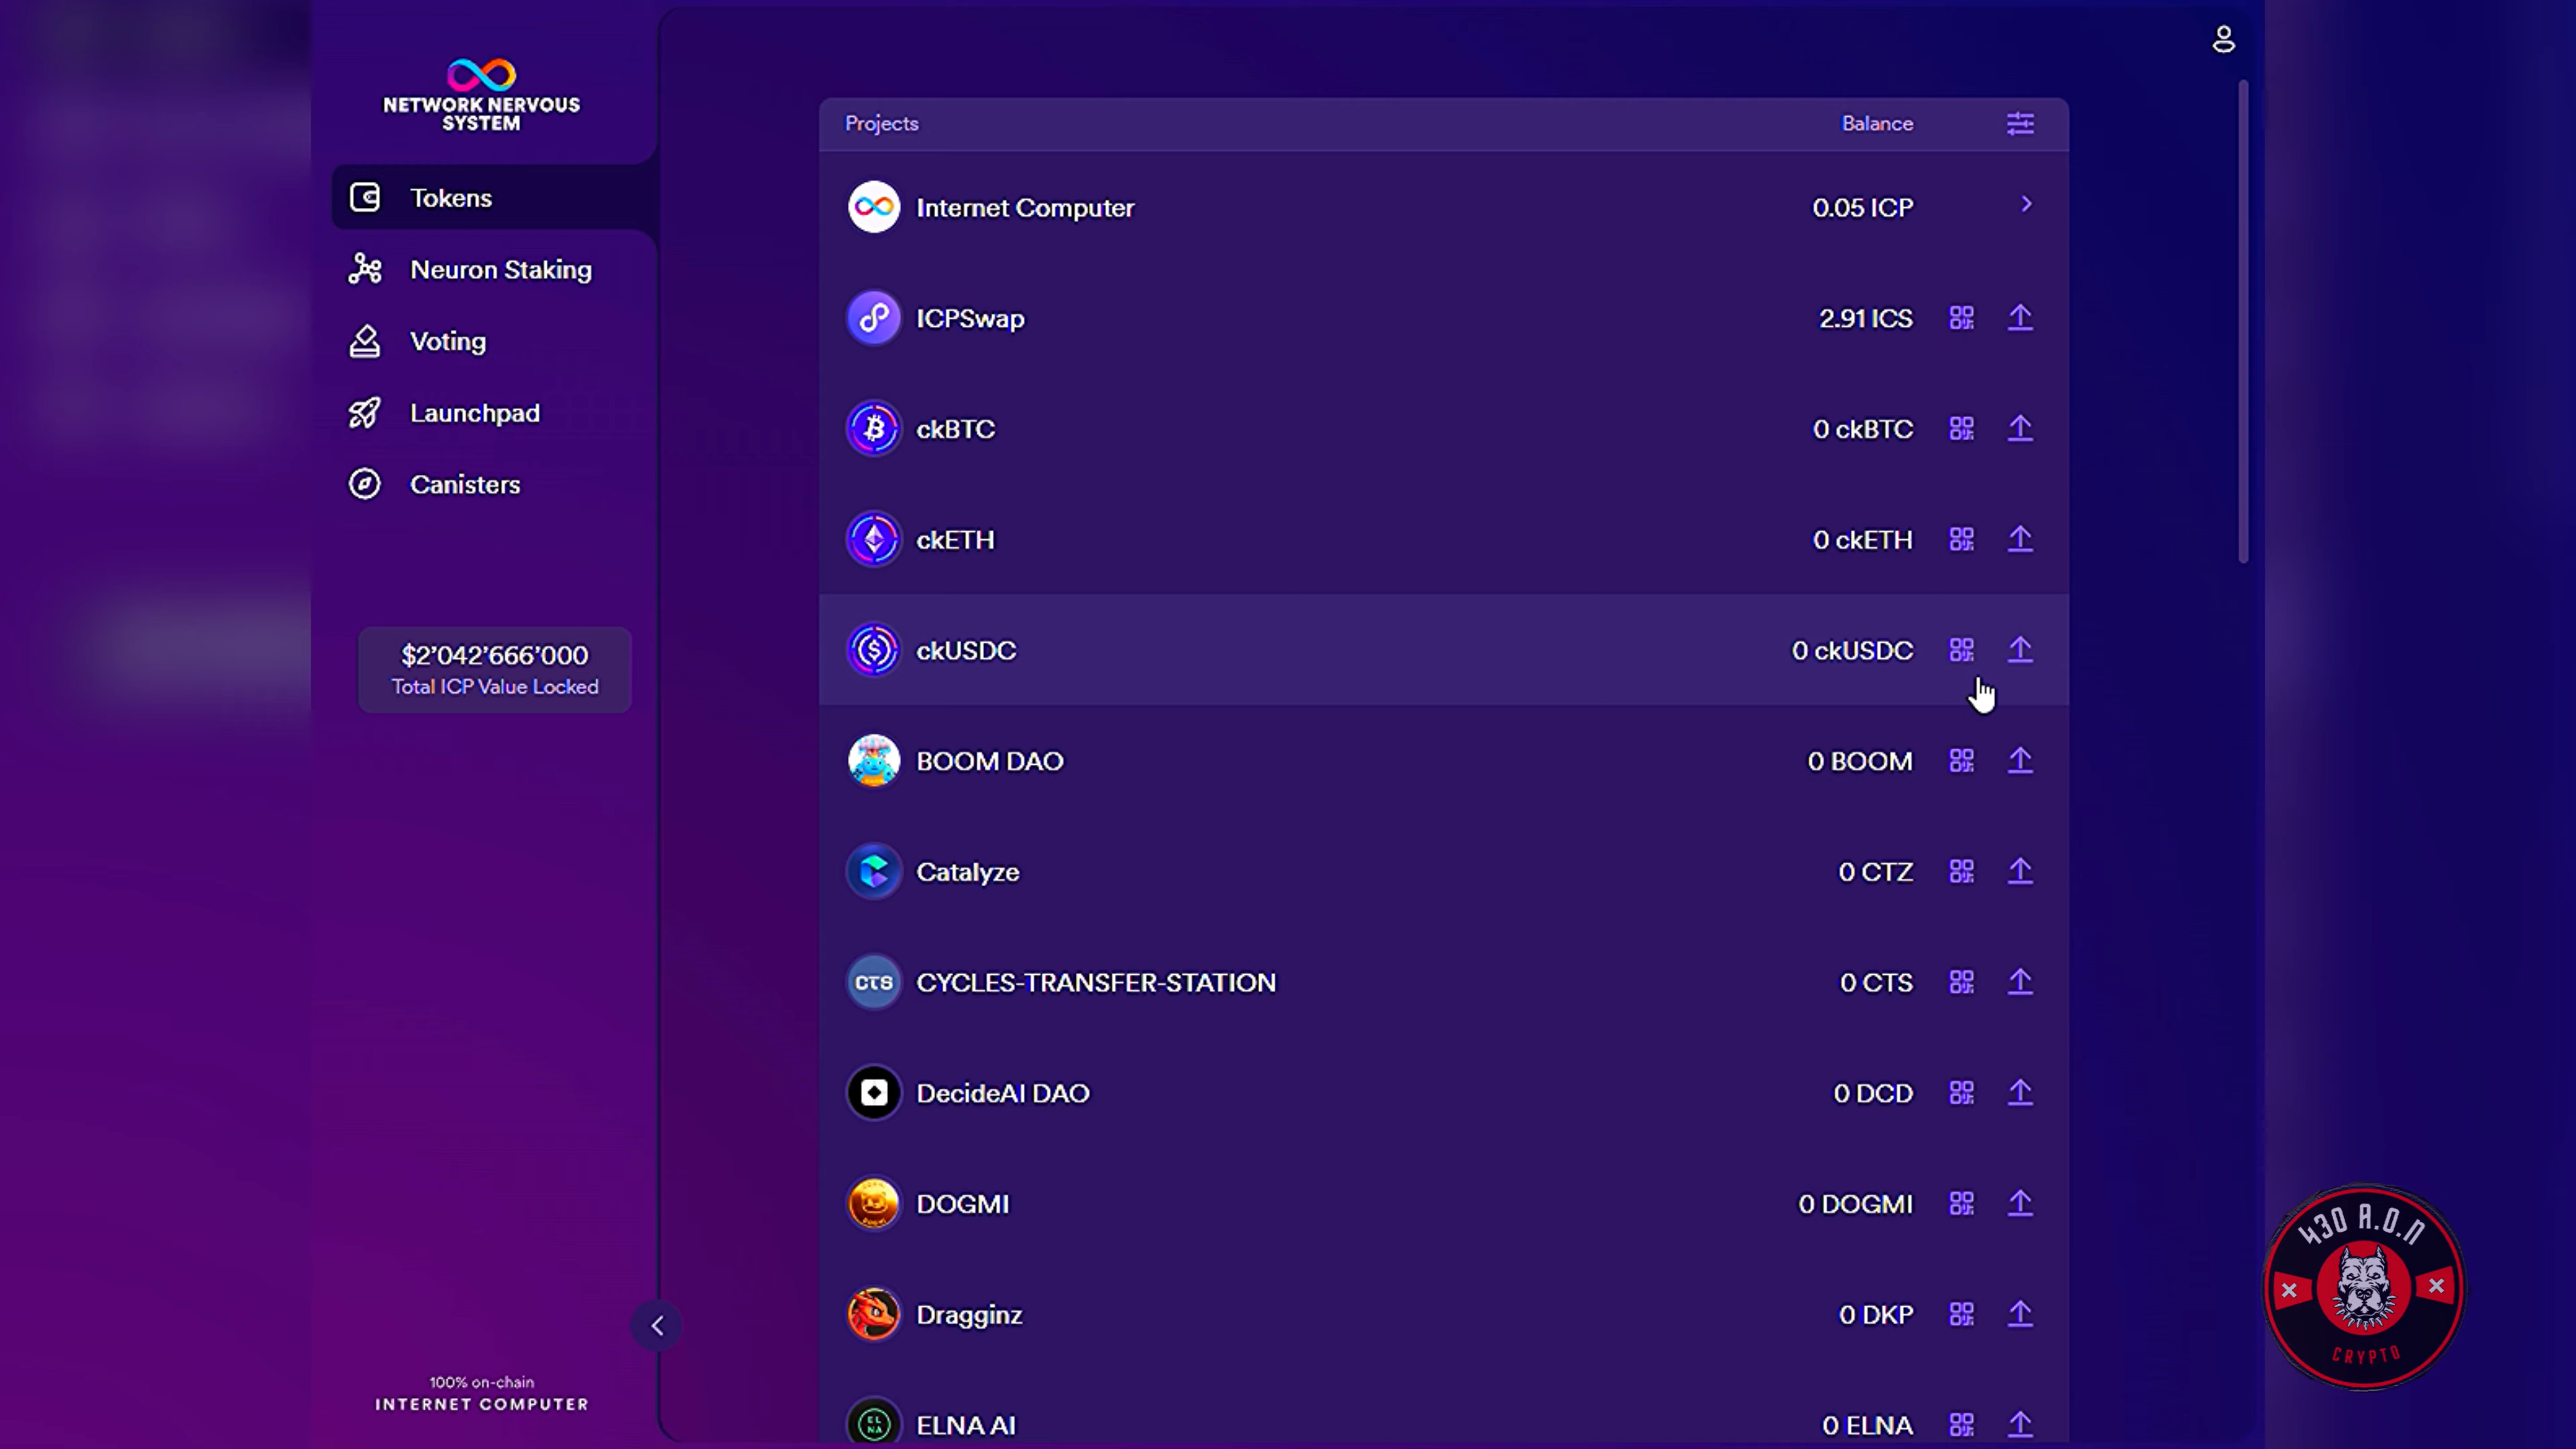 NETWORK NERVOUS
SYSTEM
Tokens
Neuron Staking
Voting
Launchpad
Canisters
$2’042’666’000
Total ICP Value Locked
100% on-chain
INTERNET COMPUTER
Projects Balance
Internet Computer 0.05 ICP
ICPSwap 2.91 ICS
ckBTC 0 ckBTC
ckETH 0 ckETH
ckUSDC 0 ckUSDC
BOOM DAO 0 BOOM
Catalyze 0 CTZ
CTS CYCLES-TRANSFER-STATION 0 CTS
DecideAI DAO 0 DCD
DOGMI 0 DOGMI
Dragginz 0 DKP
EL
NA
ELNA AI 0 ELNA
430 A.O.N
CRYPTO